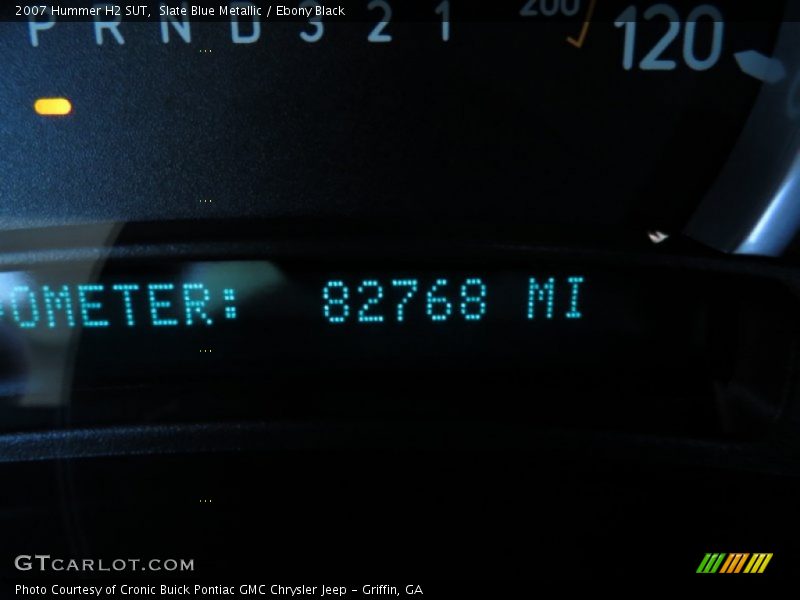 2007 Hummer H2 SUT,  Slate Blue Metallic / Ebony Black
P R N D 3 2 1
200
120
OMETER: 82768 MI
GTCARLOT.COM
Photo Courtesy of Cronic Buick Pontiac GMC Chrysler Jeep - Griffin, GA